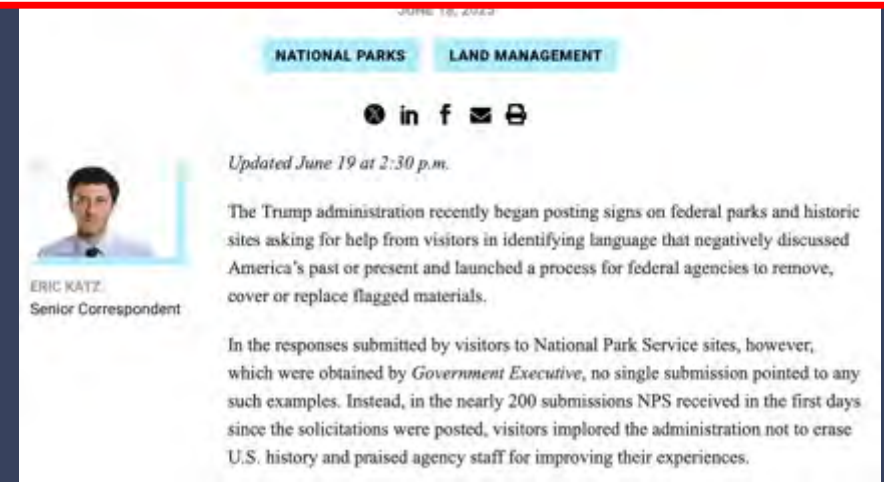 JUNE 18, 2025
NATIONAL PARKS LAND MANAGEMENT
in f
Updated June 19 at 2:30 p.m.
The Trump administration recently began posting signs on federal parks and historic
sites asking for help from visitors in identifying language that negatively discussed
America's past or present and launched a process for federal agencies to remove,
cover or replace flagged materials.
ERIC KATZ
Senior Correspondent
In the responses submitted by visitors to National Park Service sites, however,
which were obtained by Government Executive, no single submission pointed to any
such examples. Instead, in the nearly 200 submissions NPS received in the first days
since the solicitations were posted, visitors implored the administration not to erase
U.S. history and praised agency staff for improving their experiences.